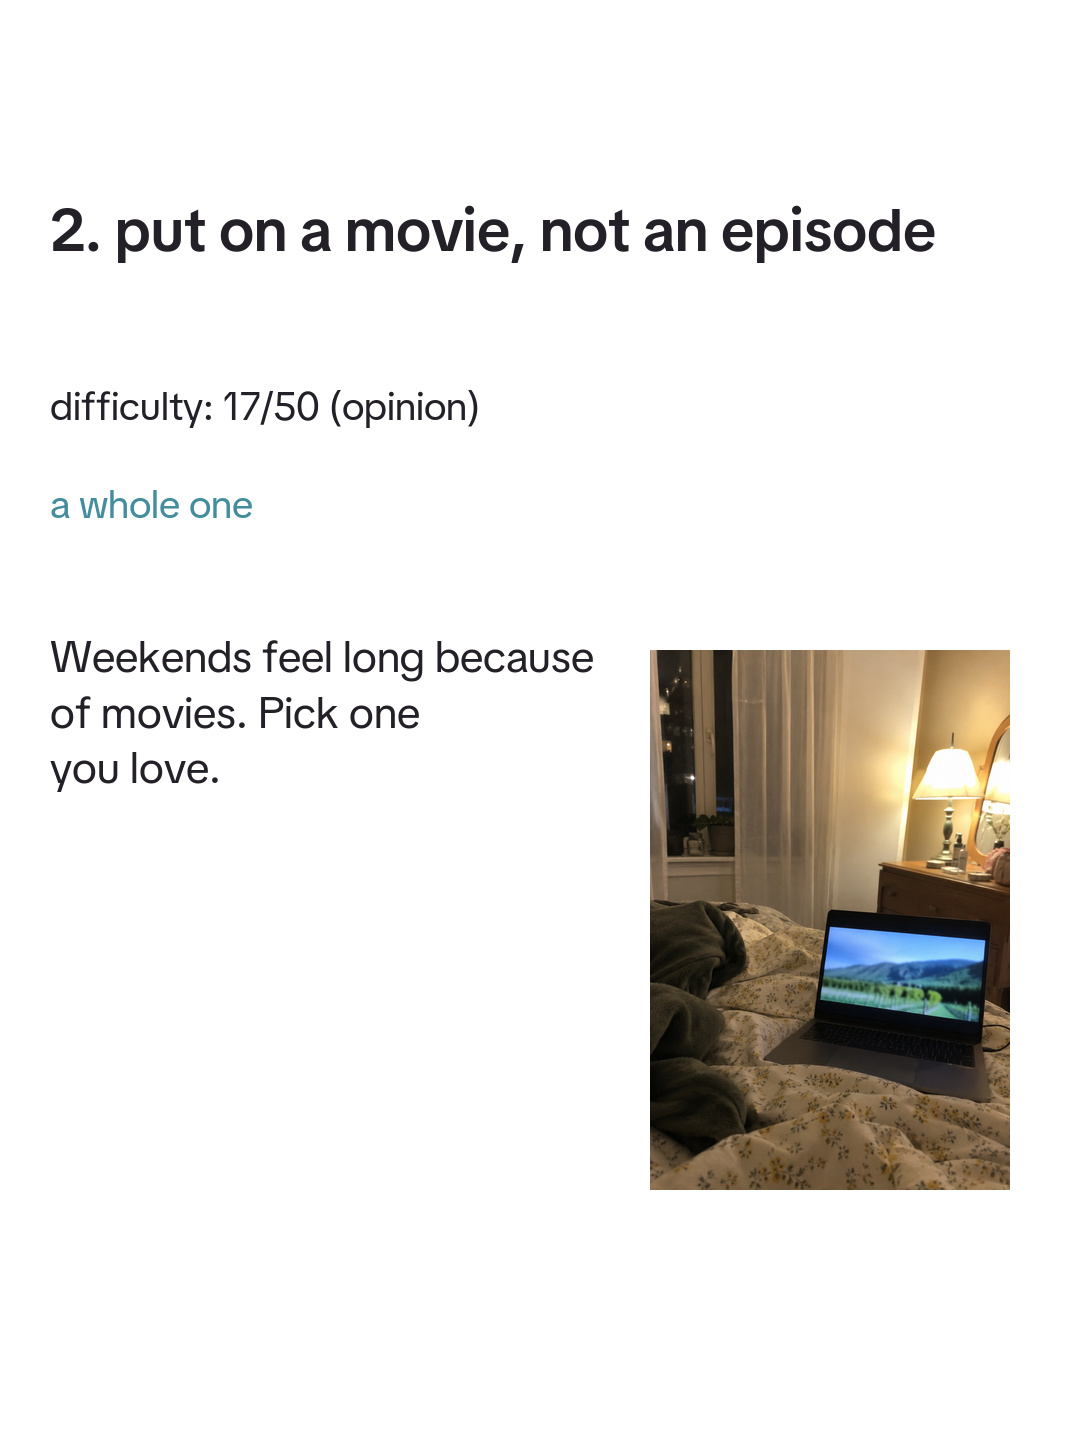 2. put on a movie, not an episode
difficulty: 17/50 (opinion)
a whole one
Weekends feel long because
of movies. Pick one
you love.